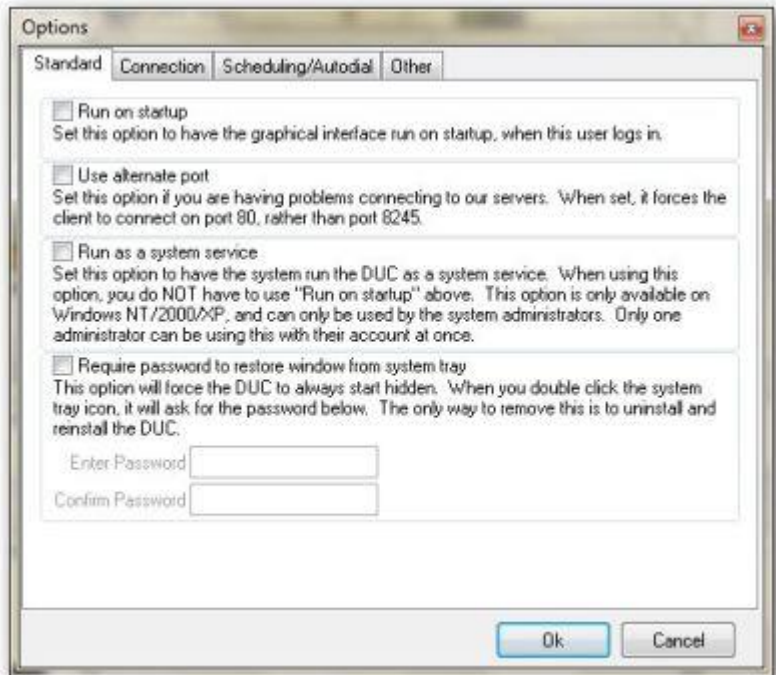 Options
Standard Connection Scheduling/Autodial Other
Run on startup
Set this option to have the graphical interface run on startup, when this user logs in.
Use alternate port
Set this option if you are having problems connecting to our servers. When set, it forces the
client to connect on port 80, rather than port 8245.
Run as a system service
Set this option to have the system run the DUC as a system service. When using this
option, you do NOT have to use "Run on startup" above. This option is only available on
Windows NT/2000/XP, and can only be used by the system administrators. Only one
administrator can be using this with their account at once.
Require password to restore window from system tray
This option will force the DUC to always start hidden. When you double click the system
tray icon, it will ask for the password below. The only way to remove this is to uninstall and
reinstall the DUC.
Enter Password
Confirm Password
Ok Cancel